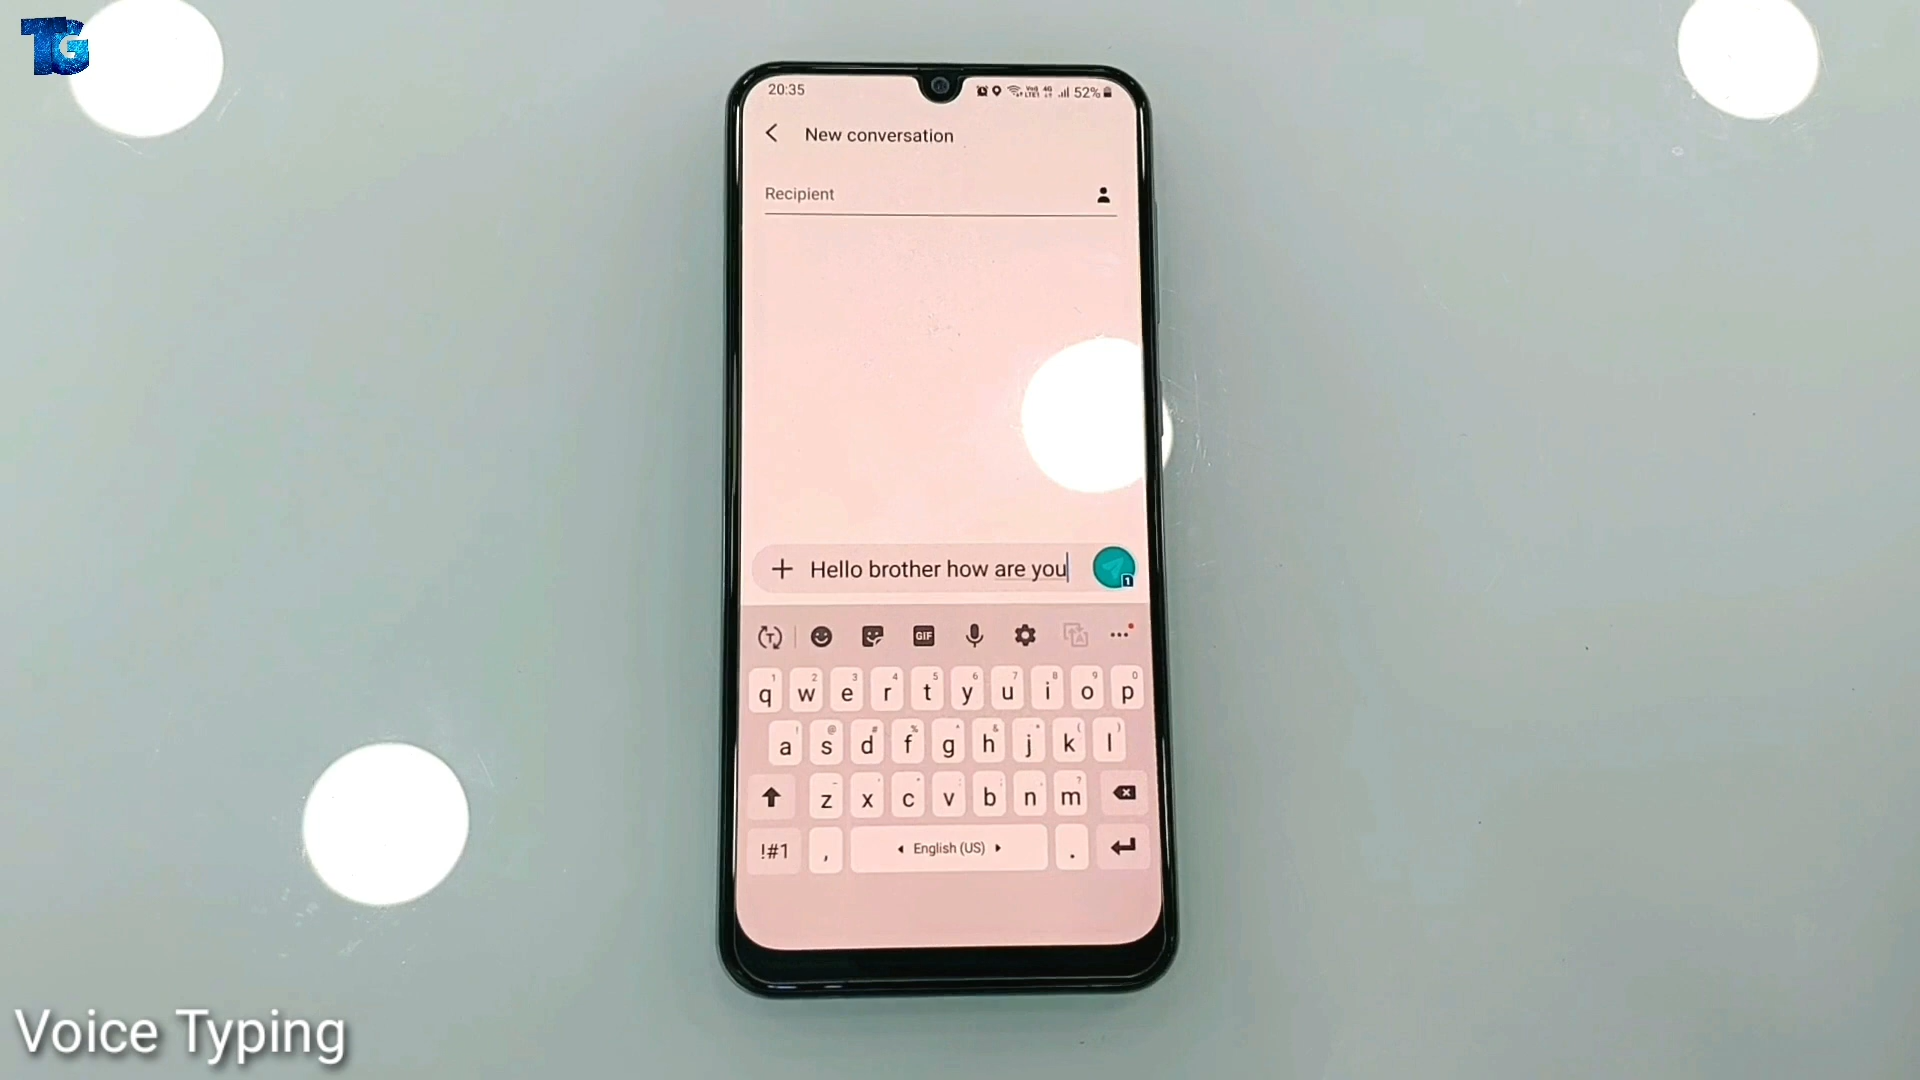 TG
20:35
52%
New conversation
Recipient
Hello brother how are you
1
GIF
1 2 3 4 5 6 7 8 9 0
q w e r t y u i o p
a s d f g h j k l
z x c v b n m
!#1 , English (US) .
Voice Typing